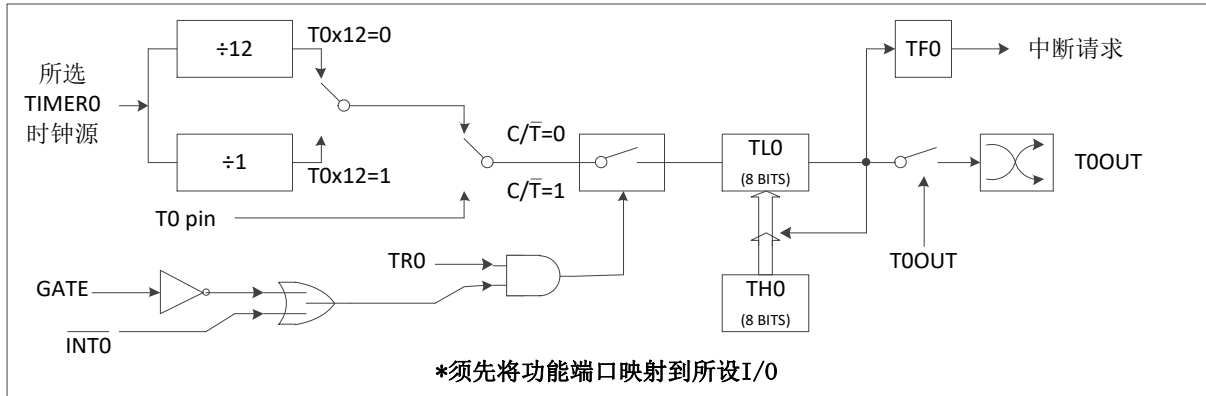 ÷12
T0x12=0
所选
TIMER0
时钟源
÷1
T0x12=1
T0 pin
C/T̅=0
C/T̅=1
TL0
(8 BITS)
TF0
中断请求
T0OUT
T0OUT
TR0
GATE
I̅N̅T̅0̅
TH0
(8 BITS)
*须先将功能端口映射到所设I/O